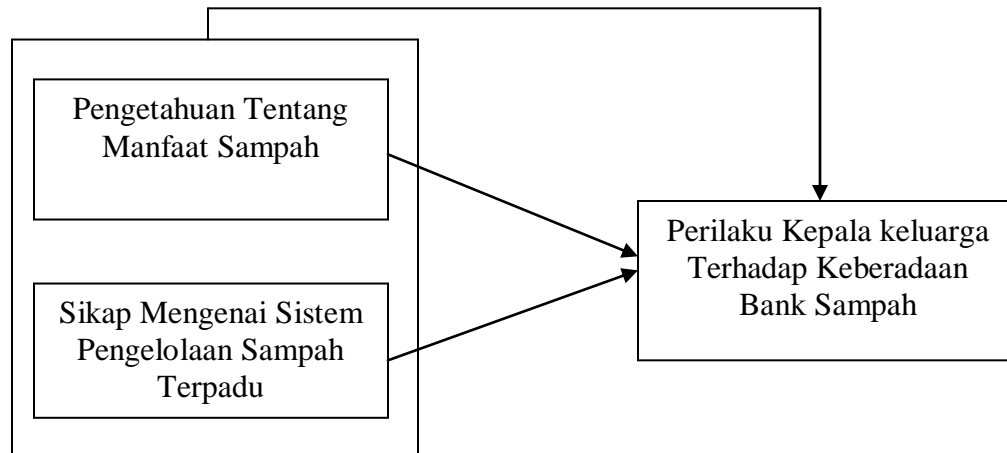 Pengetahuan Tentang
Manfaat Sampah
Sikap Mengenai Sistem
Pengelolaan Sampah
Terpadu
Perilaku Kepala keluarga
Terhadap Keberadaan
Bank Sampah